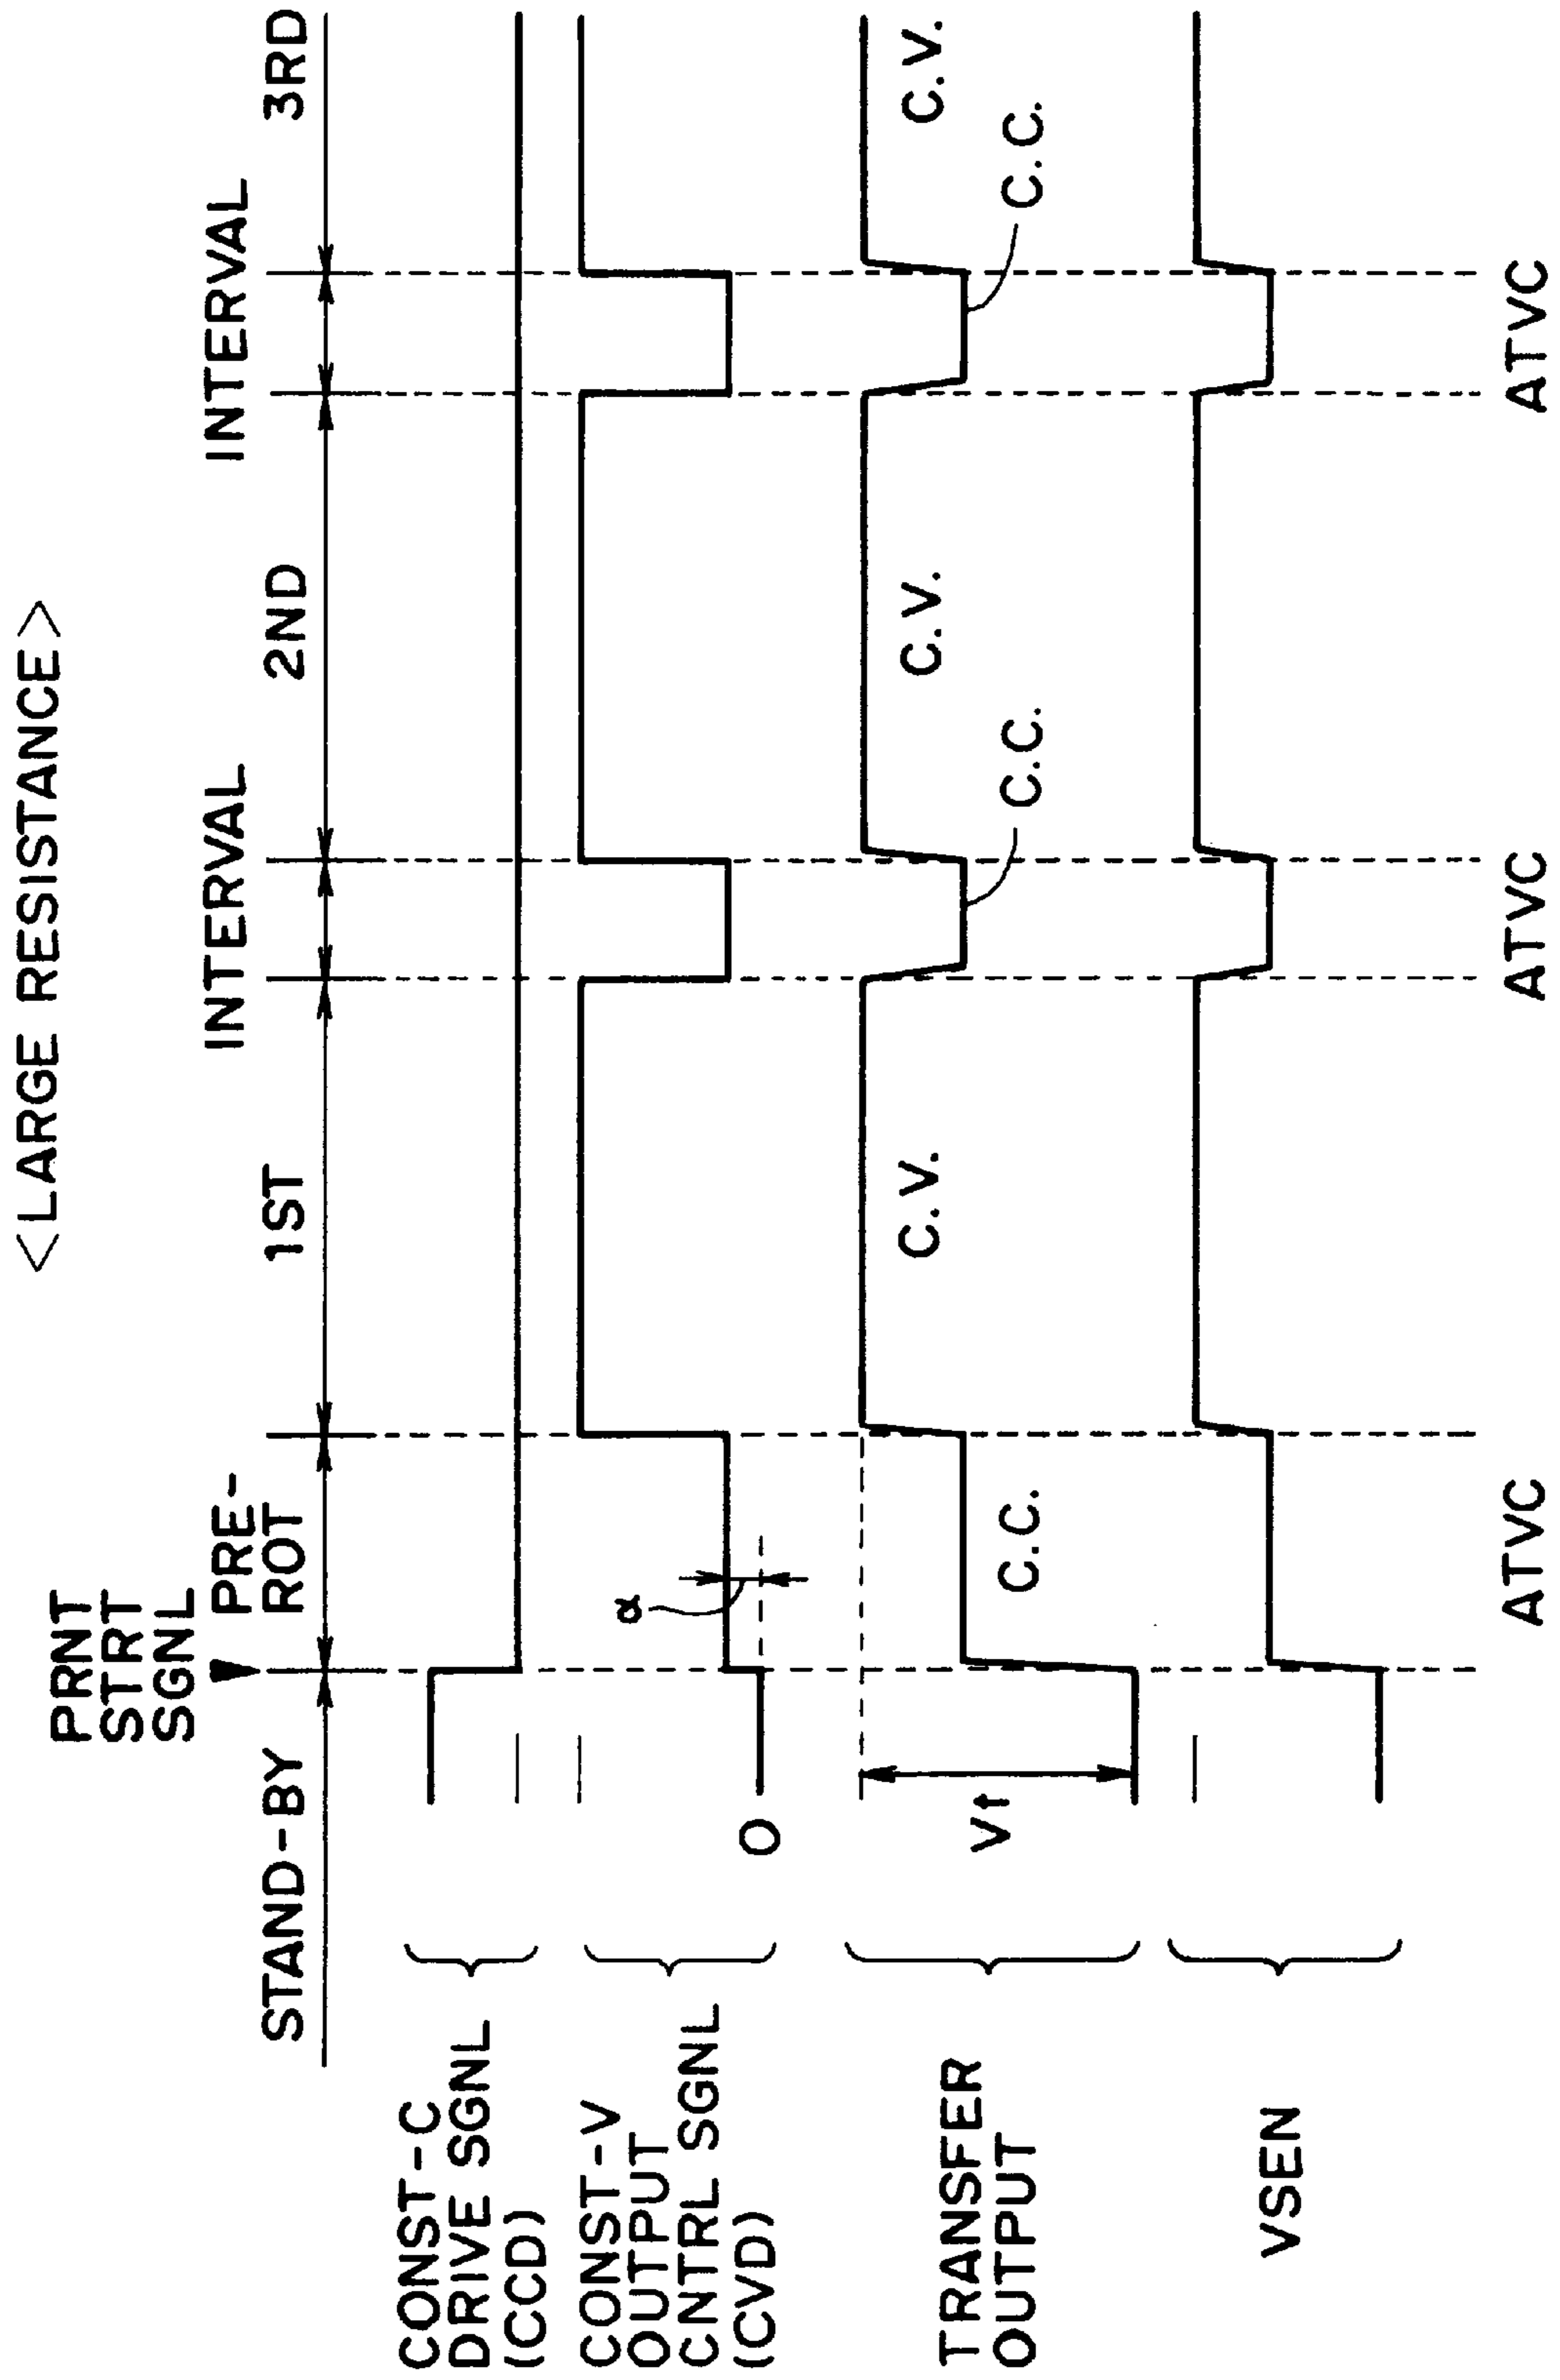 <LARGE RESISTANCE>
PRNT
STRT
SGNL
STAND-BY
PRE-
ROT
1ST
INTERVAL
2ND
INTERVAL
3RD
CONST-C
DRIVE SGNL
(CCD)
CONST-V
OUTPUT
CNTRL SGNL
(CVD)
α
0
TRANSFER
OUTPUT
Vt
C.C.
C.V.
C.C.
C.V.
C.C.
C.V.
VSEN
ATVC
ATVC
ATVC